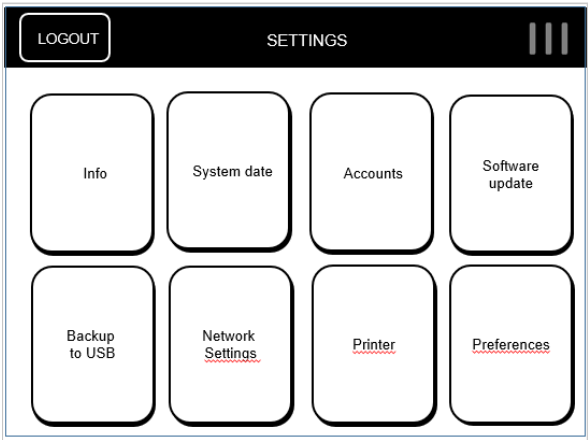 LOGOUT
SETTINGS
Info
System date
Accounts
Software
update
Backup
to USB
Network
Settings
Printer
Preferences